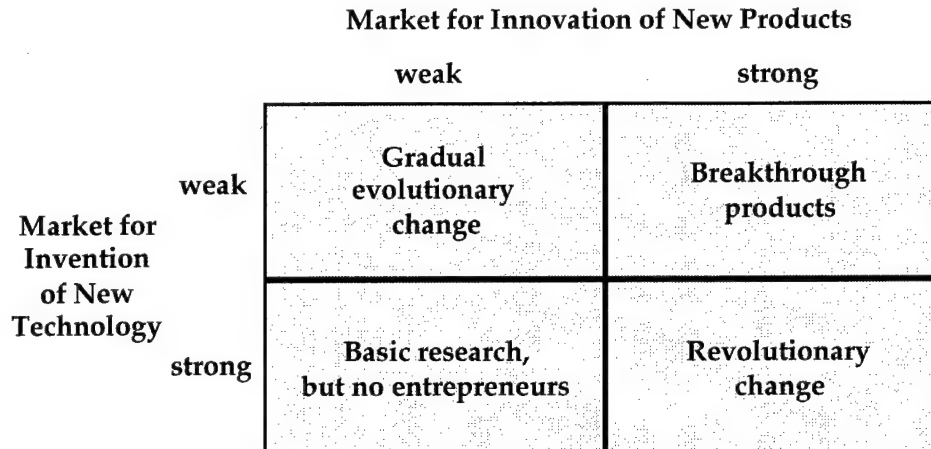 Market for Innovation of New Products
weak
strong
weak
Gradual
evolutionary
change
Breakthrough
products
Market for
Invention
of New
Technology
strong
Basic research,
but no entrepreneurs
Revolutionary
change